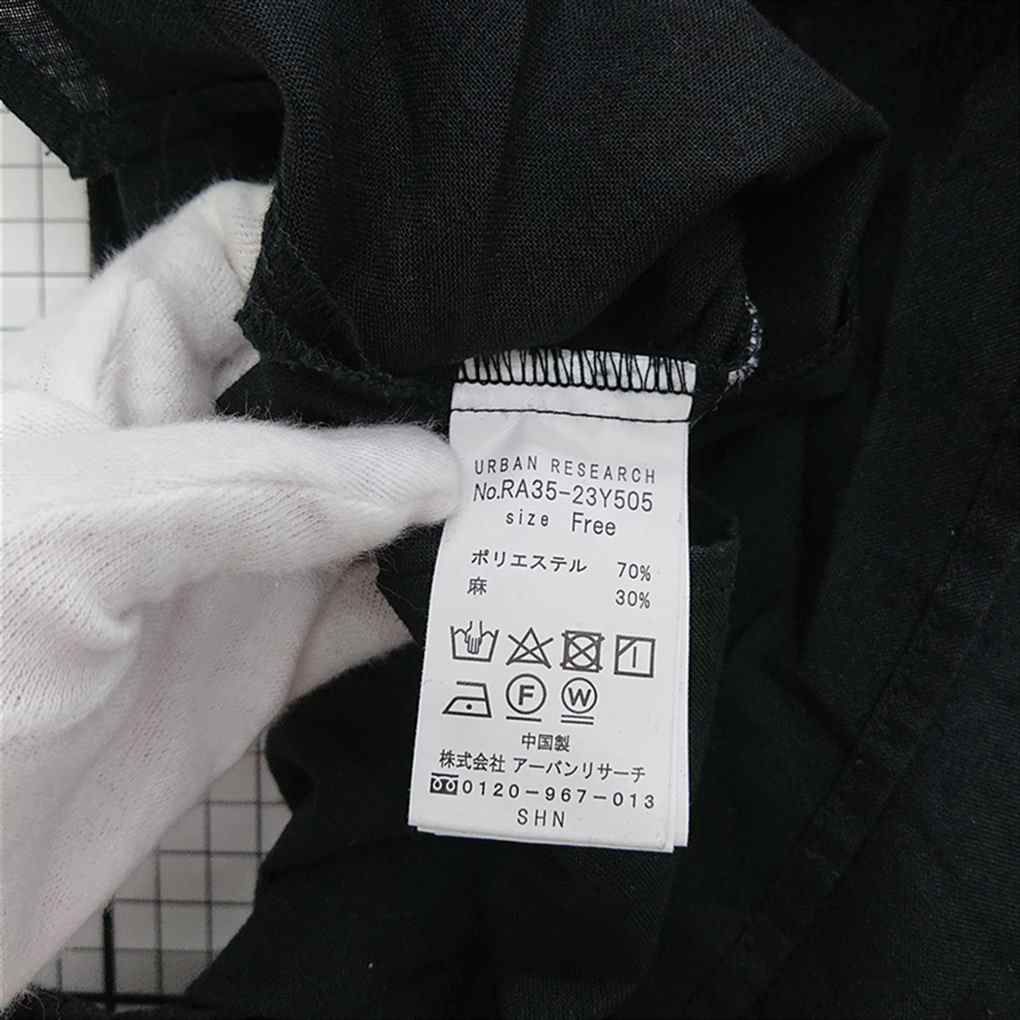 URBAN RESEARCH
No.RA35-23Y505
size Free
ポリエステル 70%
麻 30%
F W
中国製
株式会社 アーバンリサーチ
0120-967-013
SHN